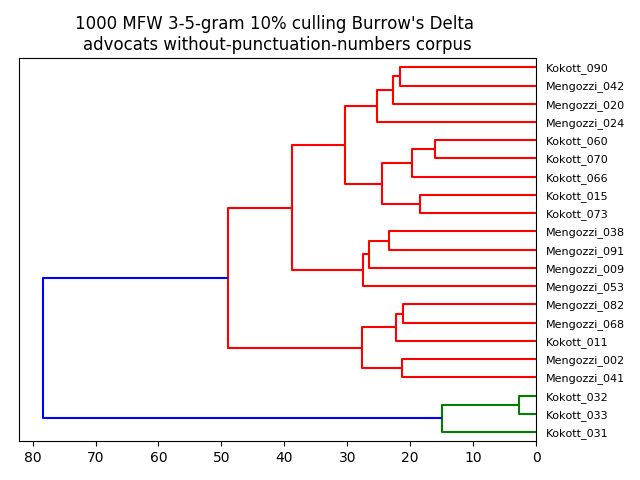 1000 MFW 3-5-gram 10% culling Burrow's Delta
advocats without-punctuation-numbers corpus
Kokott_090
Mengozzi_042
Mengozzi_020
Mengozzi_024
Kokott_060
Kokott_070
Kokott_066
Kokott_015
Kokott_073
Mengozzi_038
Mengozzi_091
Mengozzi_009
Mengozzi_053
Mengozzi_082
Mengozzi_068
Kokott_011
Mengozzi_002
Mengozzi_041
Kokott_032
Kokott_033
Kokott_031
80 70 60 50 40 30 20 10 0